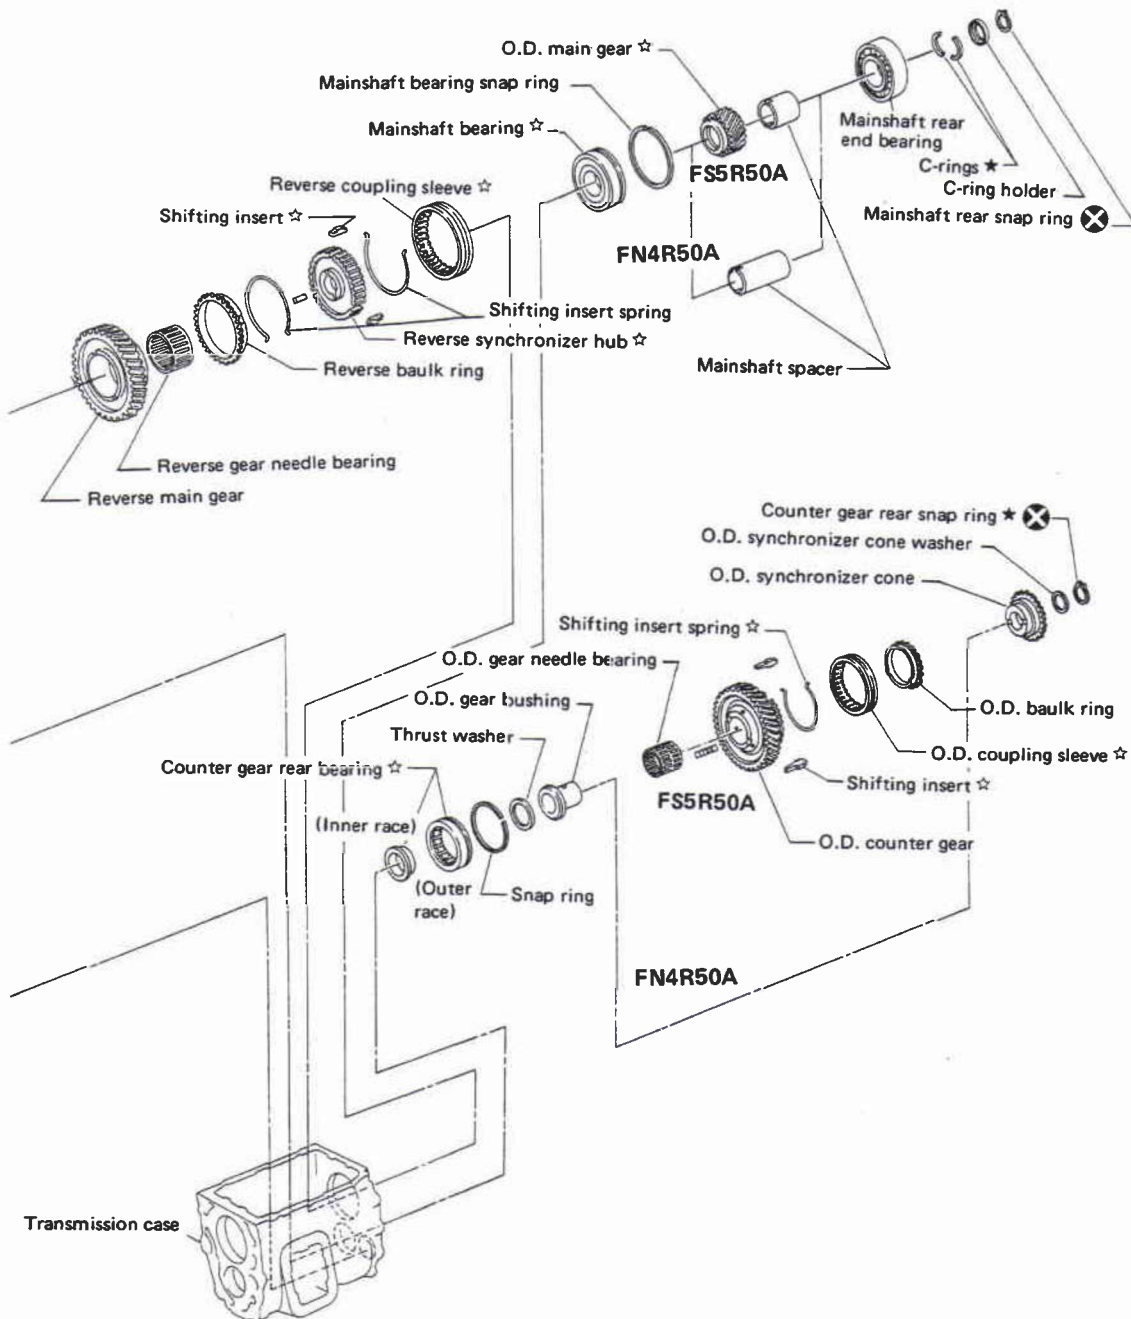 O.D. main gear ☆
Mainshaft bearing snap ring
Mainshaft bearing ☆
Mainshaft rear
end bearing
C-rings ★
C-ring holder
Mainshaft rear snap ring
FS5R50A
Reverse coupling sleeve ☆
Shifting insert ☆
FN4R50A
Shifting insert spring
Reverse synchronizer hub ☆
Reverse baulk ring
Mainshaft spacer
Reverse gear needle bearing
Reverse main gear
Counter gear rear snap ring ★
O.D. synchronizer cone washer
O.D. synchronizer cone
Shifting insert spring ☆
O.D. gear needle bearing
O.D. gear bushing
Thrust washer
Counter gear rear bearing ☆
(Inner race)
(Outer
race)
Snap ring
O.D. baulk ring
O.D. coupling sleeve ☆
Shifting insert ☆
FS5R50A
O.D. counter gear
FN4R50A
Transmission case